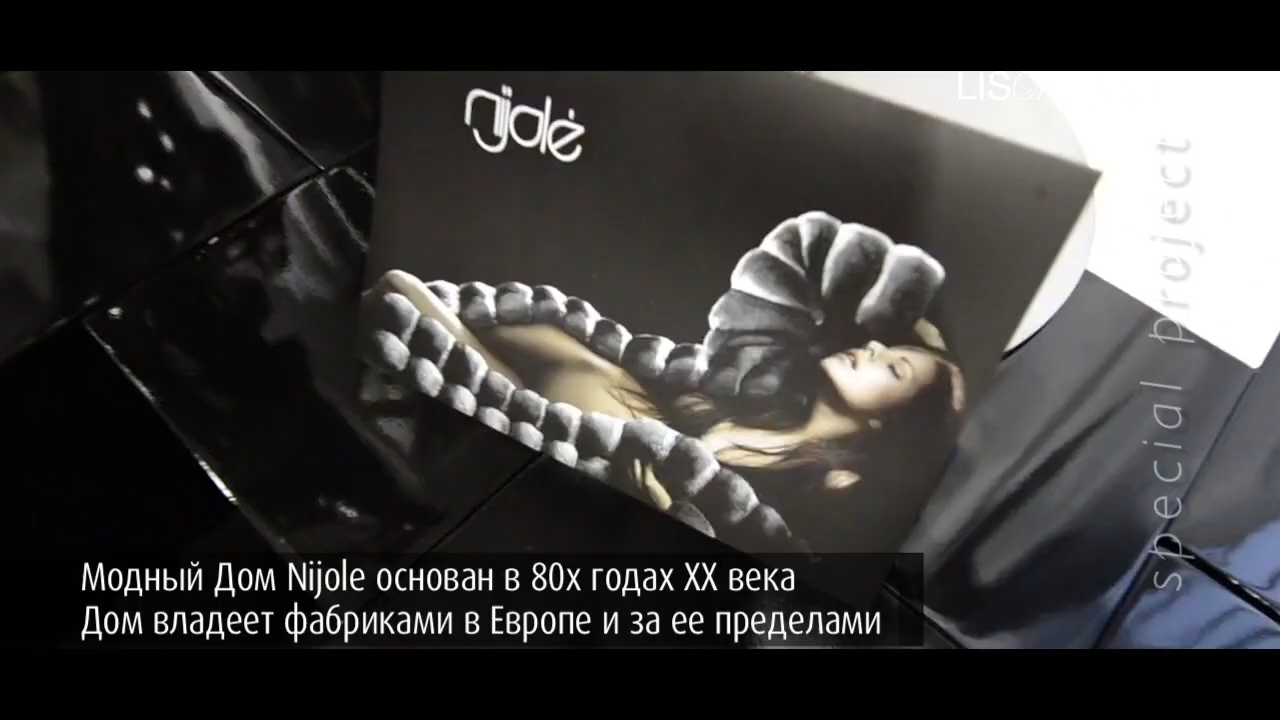 LIS
nijolė
special project
Модный Дом Nijole основан в 80х годах XX века
Дом владеет фабриками в Европе и за ее пределами